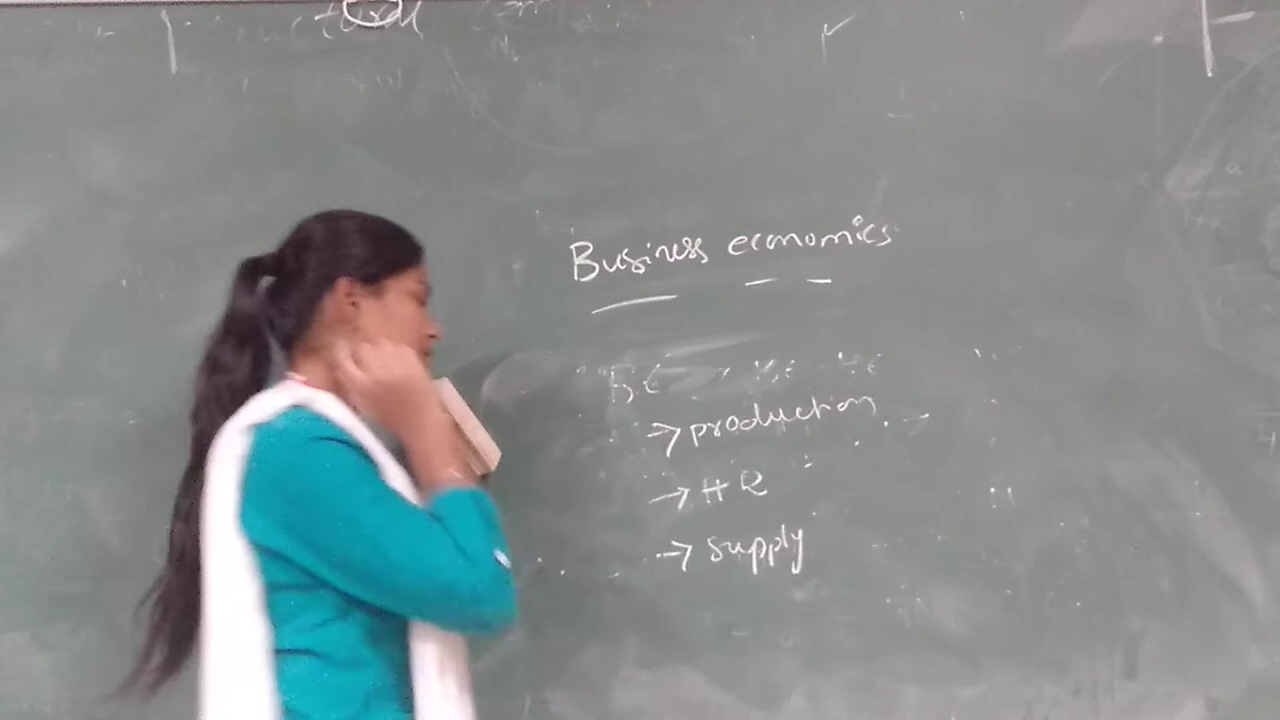 Business economics
→ production
→ HR
→ supply